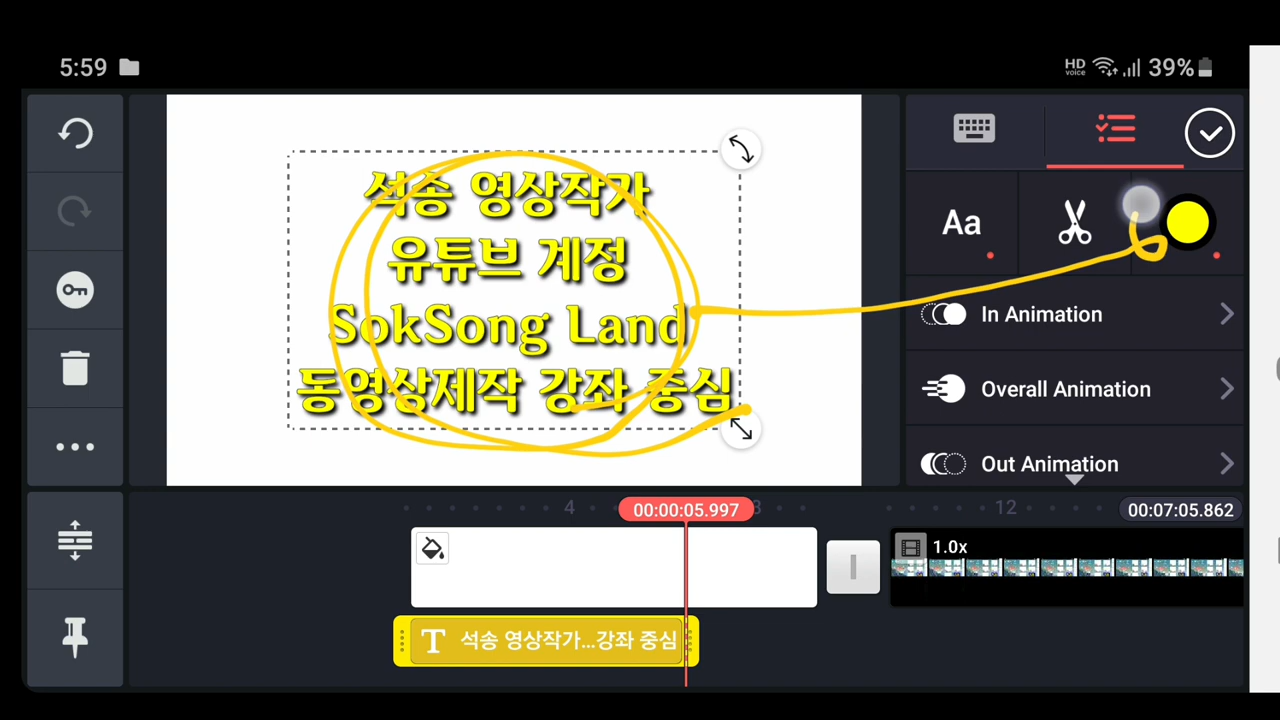 5:59
HD voice 39%
석송 영상작가
유튜브 계정
SokSong Land
동영상제작 강좌 중심
Aa
In Animation
Overall Animation
Out Animation
4 00:00:05.997 8 12 00:07:05.862
1.0x
T 석송 영상작가...강좌 중심